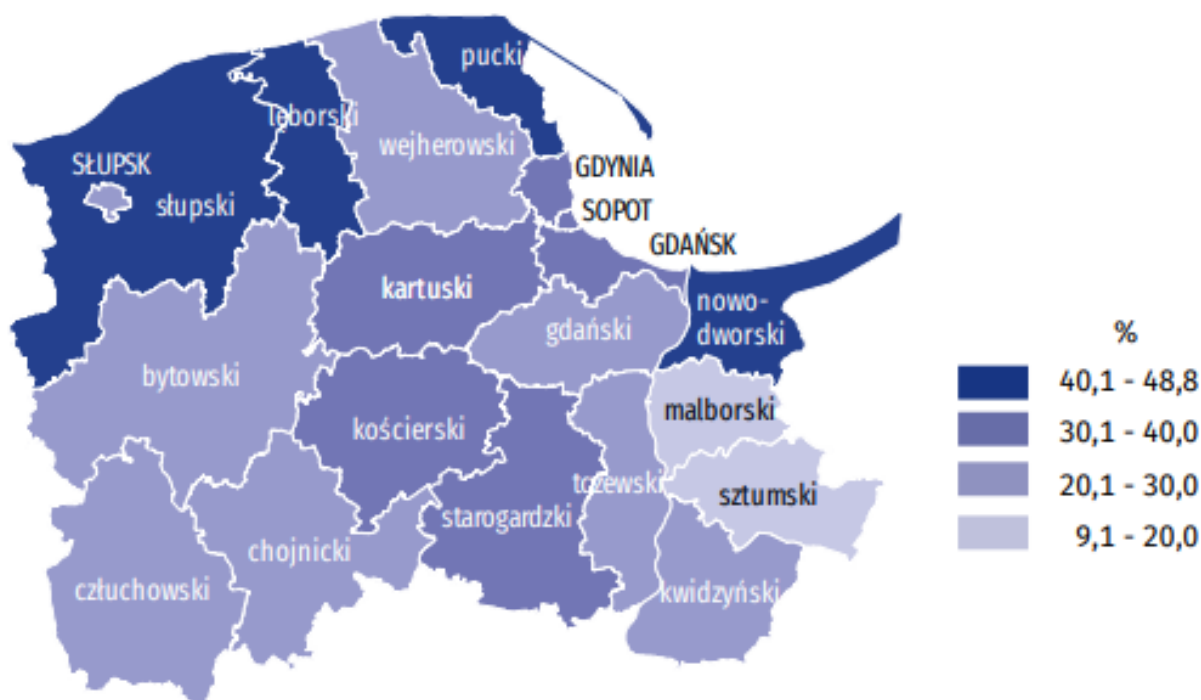 pucki
lęborski
wejherowski
GDYNIA
SŁUPSK
słupski
SOPOT
GDAŃSK
kartuski
nowo-
dworski
gdański
%
bytowski
40,1 - 48,8
malborski
kościerski
30,1 - 40,0
tczewski
20,1 - 30,0
sztumski
starogardzki
9,1 - 20,0
chojnicki
człuchowski
kwidzyński